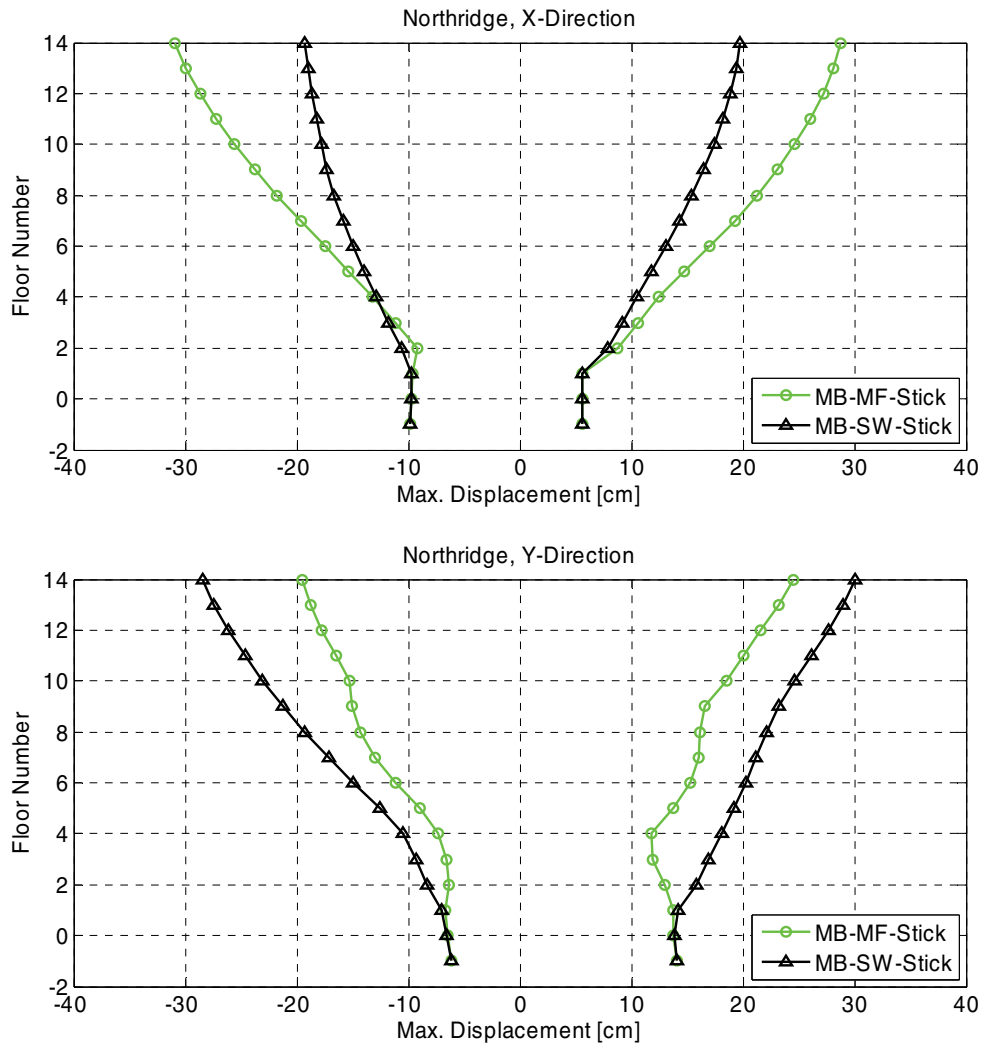 Northridge, X-Direction
14
12
10
8
6
4
2
0
-2
Floor Number
MB-MF-Stick
MB-SW-Stick
-40 -30 -20 -10 0 10 20 30 40
Max. Displacement [cm]
Northridge, Y-Direction
14
12
10
8
6
4
2
0
-2
Floor Number
MB-MF-Stick
MB-SW-Stick
-40 -30 -20 -10 0 10 20 30 40
Max. Displacement [cm]